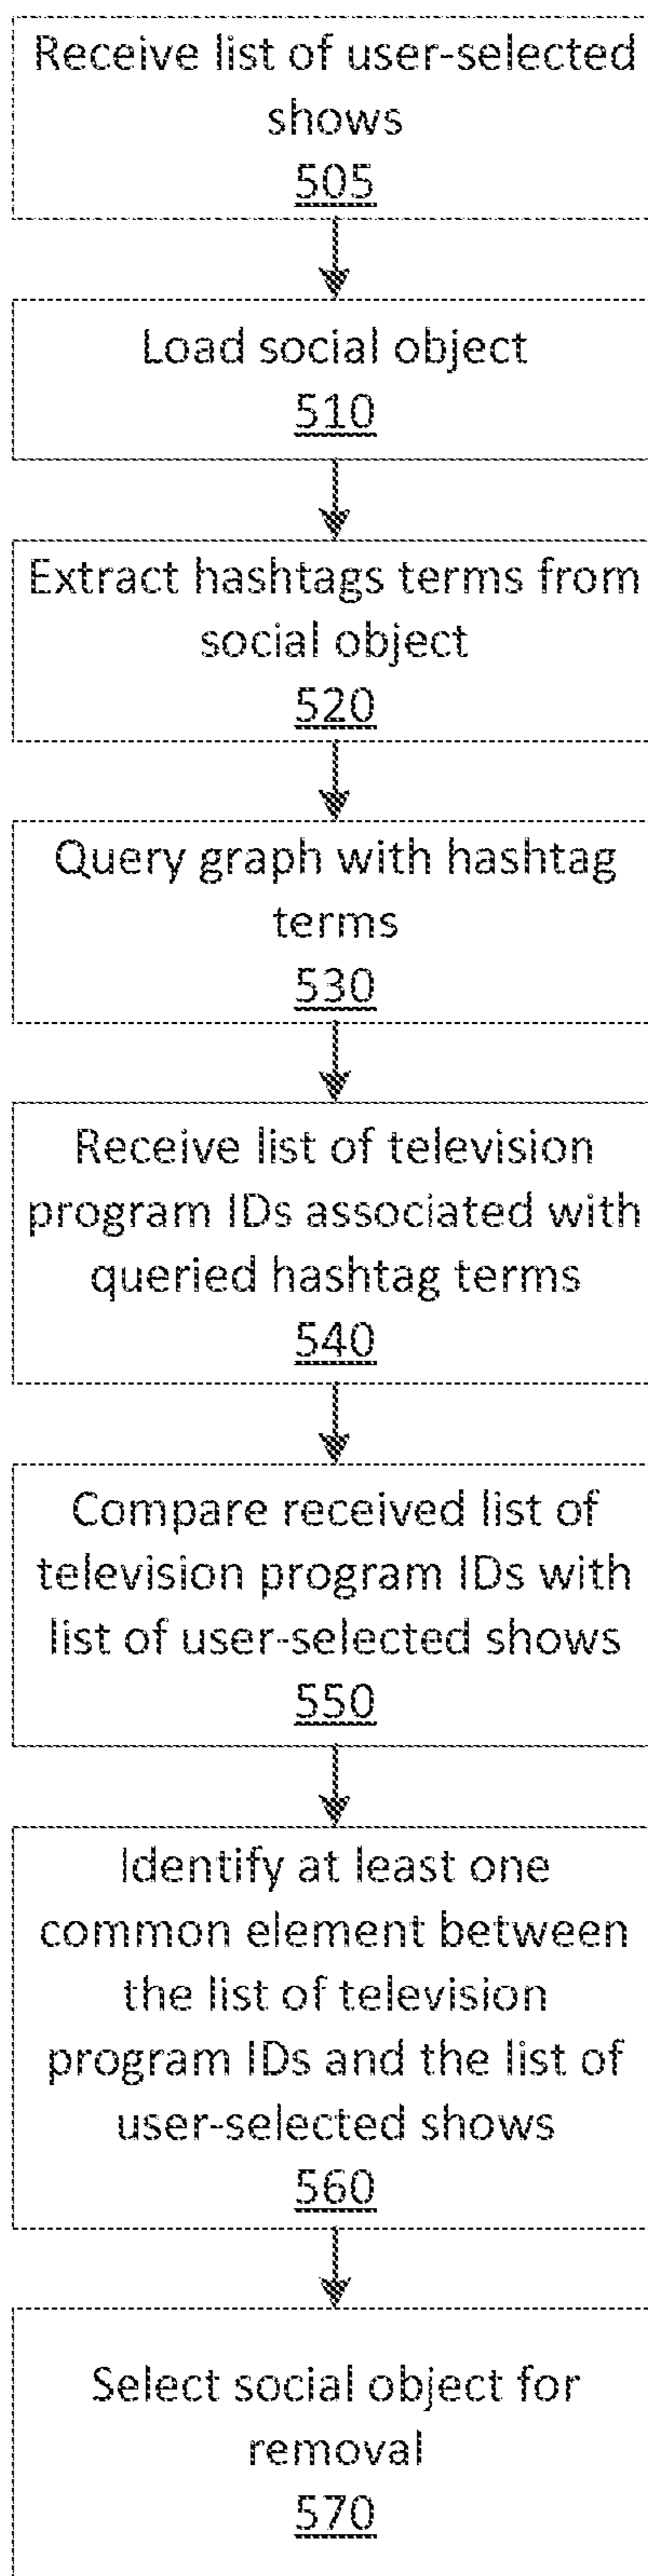 Receive list of user-selected
shows
505
Load social object
510
Extract hashtags terms from
social object
520
Query graph with hashtag
terms
530
Receive list of television
program IDs associated with
queried hashtag terms
540
Compare received list of
television program IDs with
list of user-selected shows
550
Identify at least one
common element between
the list of television
program IDs and the list of
user-selected shows
560
Select social object for
removal
570